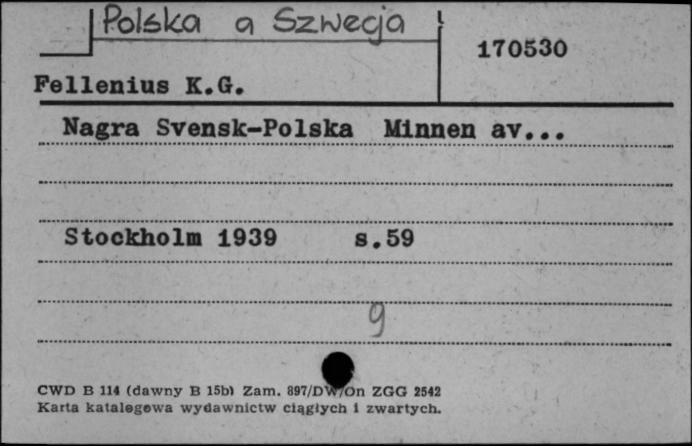 Polska a Szwecja
170530
Fellenius K.G.
Nagra Svensk-Polska Minnen av...
Stockholm 1939 s.59
9
CWD B 114 (dawny B 15b) Zam. 897/DW/On ZGG 2542
Karta katalogowa wydawnictw ciągłych i zwartych.